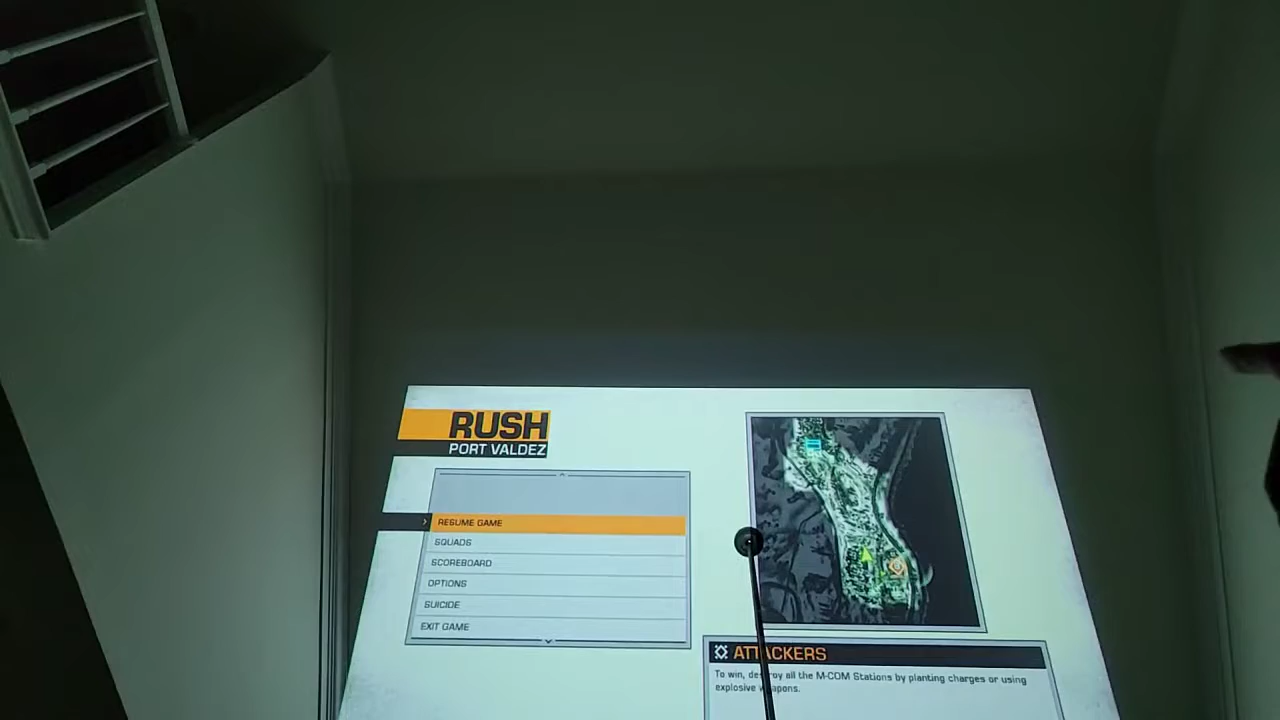 RUSH
PORT VALDEZ
RESUME GAME
SQUADS
SCOREBOARD
OPTIONS
SUICIDE
EXIT GAME
ATTACKERS
To win, destroy all the M-COM Stations by planting charges or using
explosive weapons.